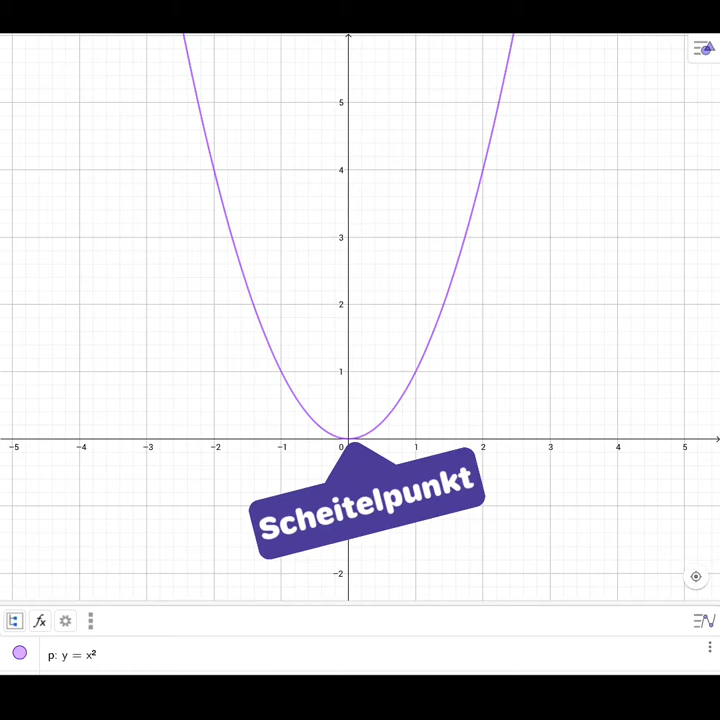 5
4
3
2
1
−5 −4 −3 −2 −1 0 1 2 3 4 5
Scheitelpunkt
−2
fx
p: y = x²